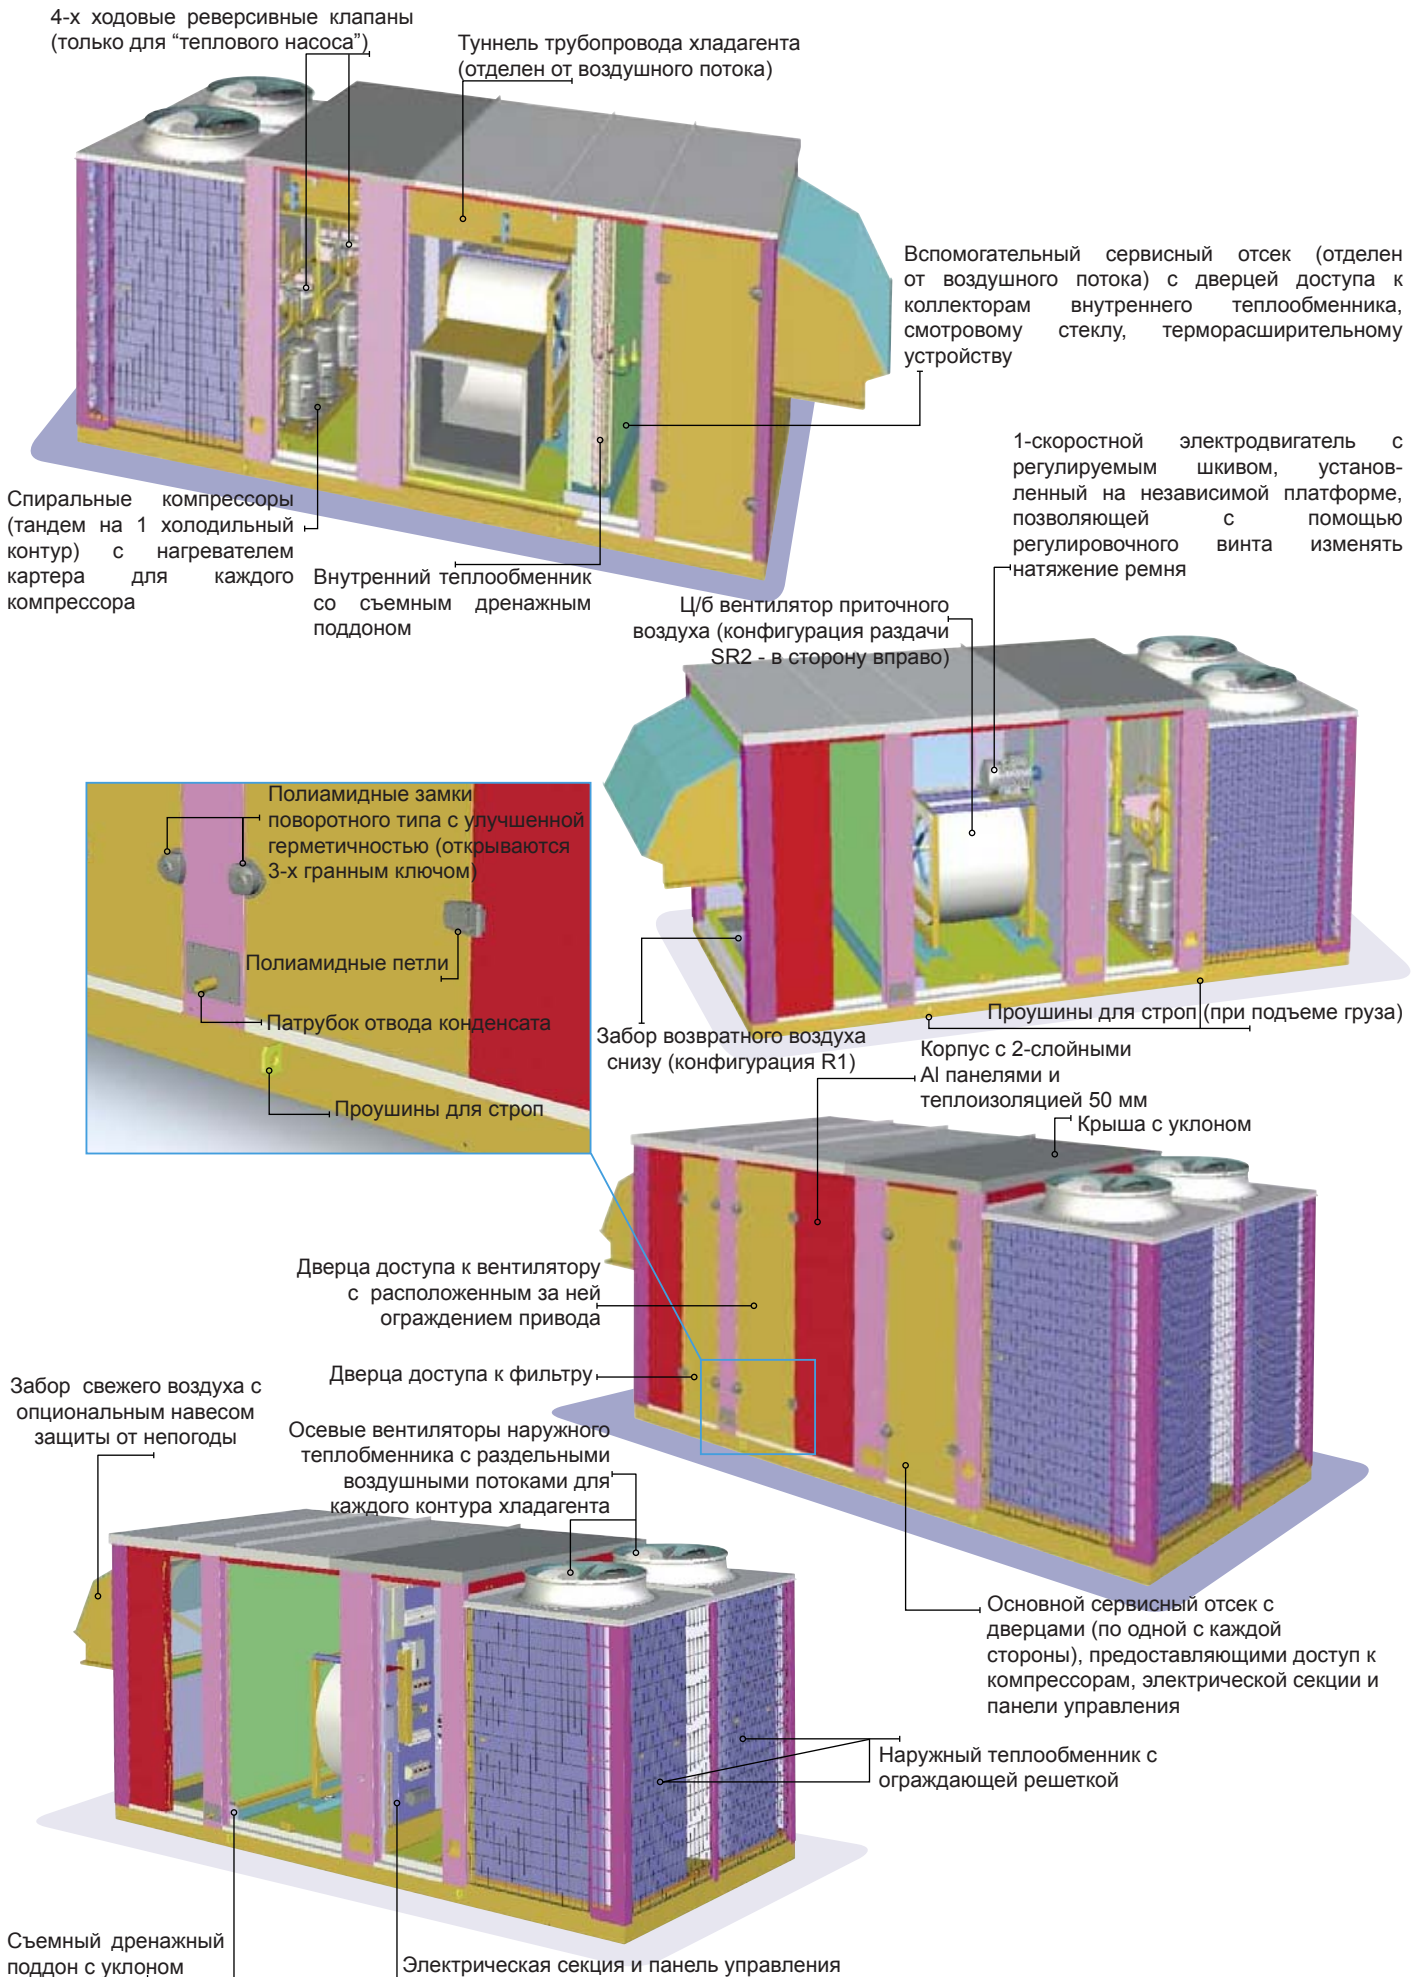 4-х ходовые реверсивные клапаны
(только для “теплового насоса”)
Туннель трубопровода хладагента
(отделен от воздушного потока)
Вспомогательный сервисный отсек (отделен
от воздушного потока) с дверцей доступа к
коллекторам внутреннего теплообменника,
смотровому стеклу, терморасширительному
устройству
1-скоростной электродвигатель с
регулируемым шкивом, установ-
ленный на независимой платформе,
позволяющей с помощью
регулировочного винта изменять
натяжение ремня
Спиральные компрессоры
(тандем на 1 холодильный
контур) с нагревателем
картера для каждого
компрессора
Внутренний теплообменник
со съемным дренажным
поддоном
Ц/б вентилятор приточного
воздуха (конфигурация раздачи
SR2 - в сторону вправо)
Полиамидные замки
поворотного типа с улучшенной
герметичностью (открываются
3-х гранным ключом)
Полиамидные петли
Патрубок отвода конденсата
Проушины для строп
Забор возвратного воздуха
снизу (конфигурация R1)
Проушины для строп (при подъеме груза)
Корпус с 2-слойными
Al панелями и
теплоизоляцией 50 мм
Крыша с уклоном
Дверца доступа к вентилятору
с расположенным за ней
ограждением привода
Дверца доступа к фильтру
Забор свежего воздуха с
опциональным навесом
защиты от непогоды
Осевые вентиляторы наружного
теплобменника с раздельными
воздушными потоками для
каждого контура хладагента
Основной сервисный отсек с
дверцами (по одной с каждой
стороны), предоставляющими доступ к
компрессорам, электрической секции и
панели управления
Наружный теплообменник с
ограждающей решеткой
Съемный дренажный
поддон с уклоном
Электрическая секция и панель управления